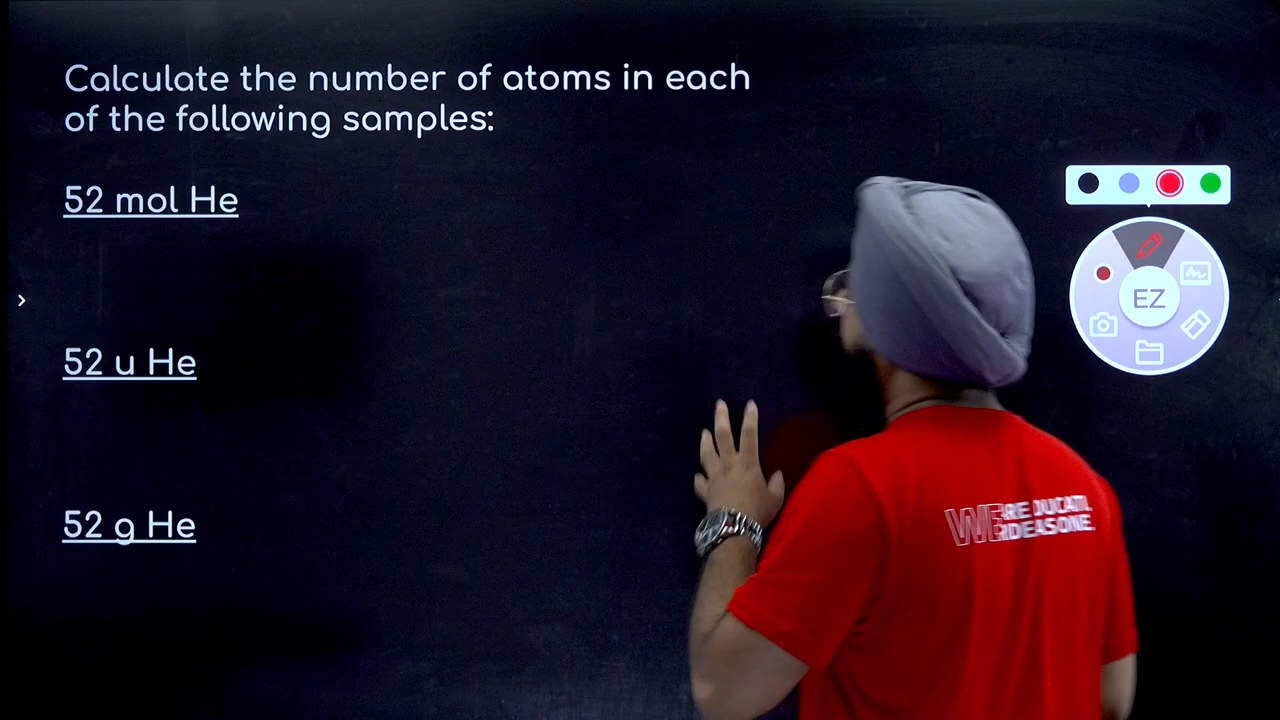 Calculate the number of atoms in each
of the following samples:
52 mol He
52 u He
52 g He
EZ
WE